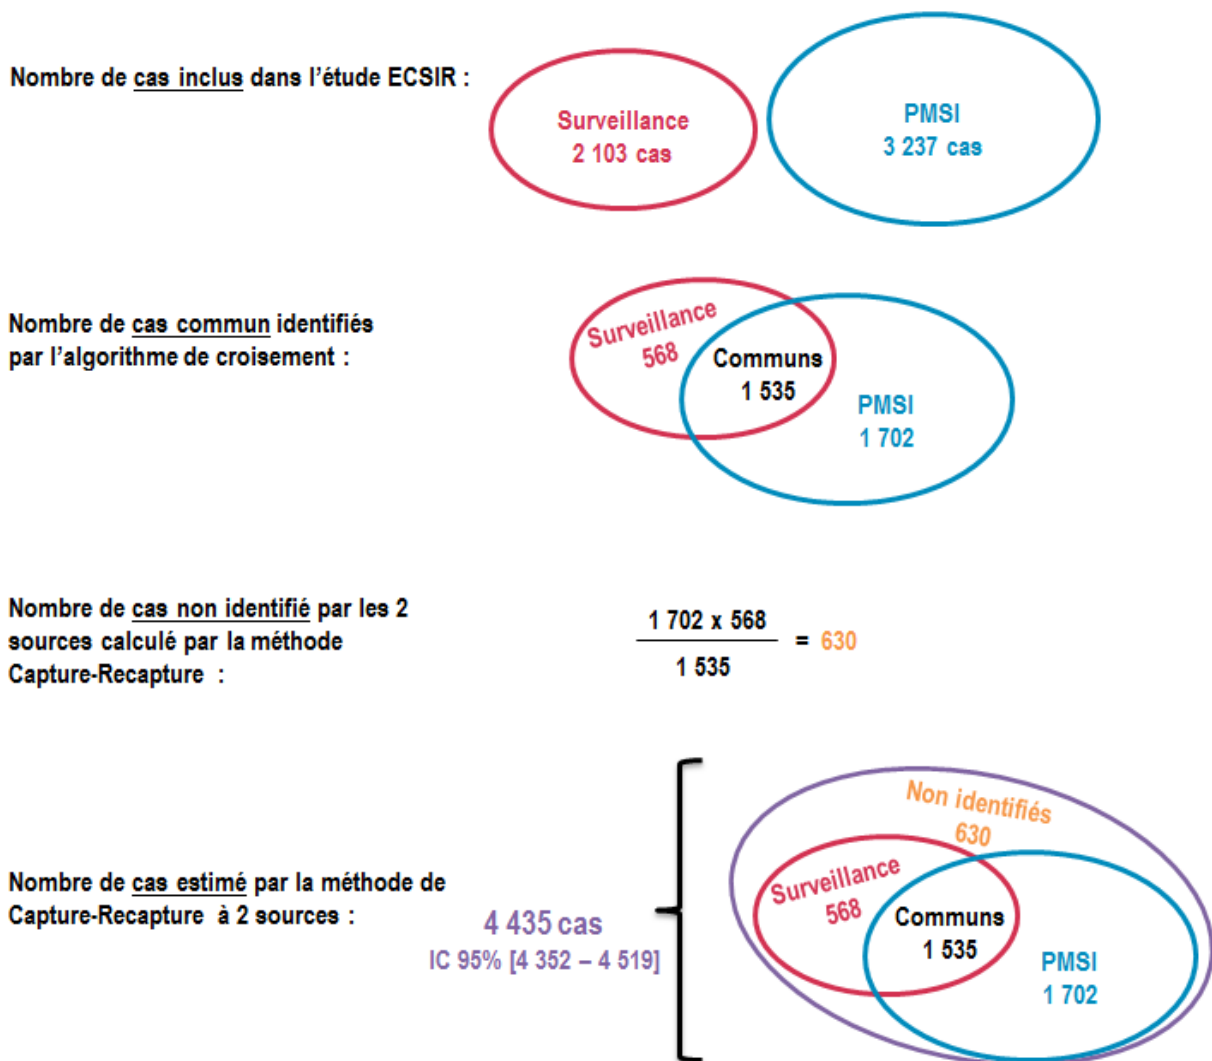 Nombre de cas inclus dans l'étude ECSIR :
Surveillance
2 103 cas
PMSI
3 237 cas
Nombre de cas commun identifiés
par l'algorithme de croisement :
Surveillance
568
Communs
1 535
PMSI
1 702
Nombre de cas non identifié par les 2
sources calculé par la méthode
Capture-Recapture :
1 702 x 568
1 535
= 630
Nombre de cas estimé par la méthode de
Capture-Recapture à 2 sources :
4 435 cas
IC 95% [4 352 – 4 519]
Non identifiés
630
Surveillance
568
Communs
1 535
PMSI
1 702